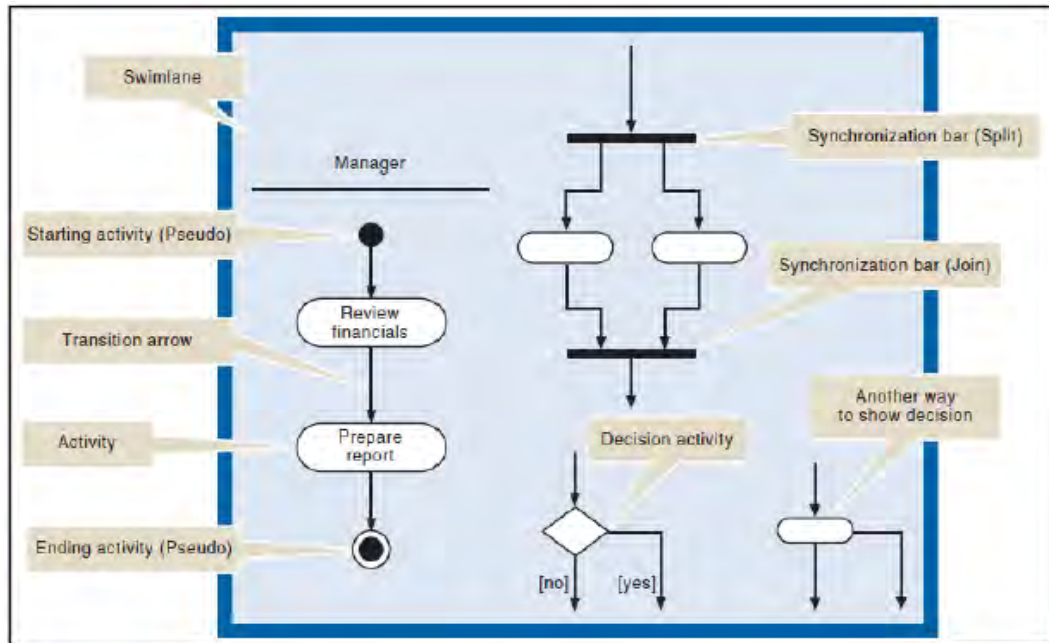 Swimlane
Manager
Starting activity (Pseudo)
Review
financials
Transition arrow
Activity
Prepare
report
Ending activity (Pseudo)
Synchronization bar (Split)
Synchronization bar (Join)
Another way
to show decision
Decision activity
[no]
[yes]